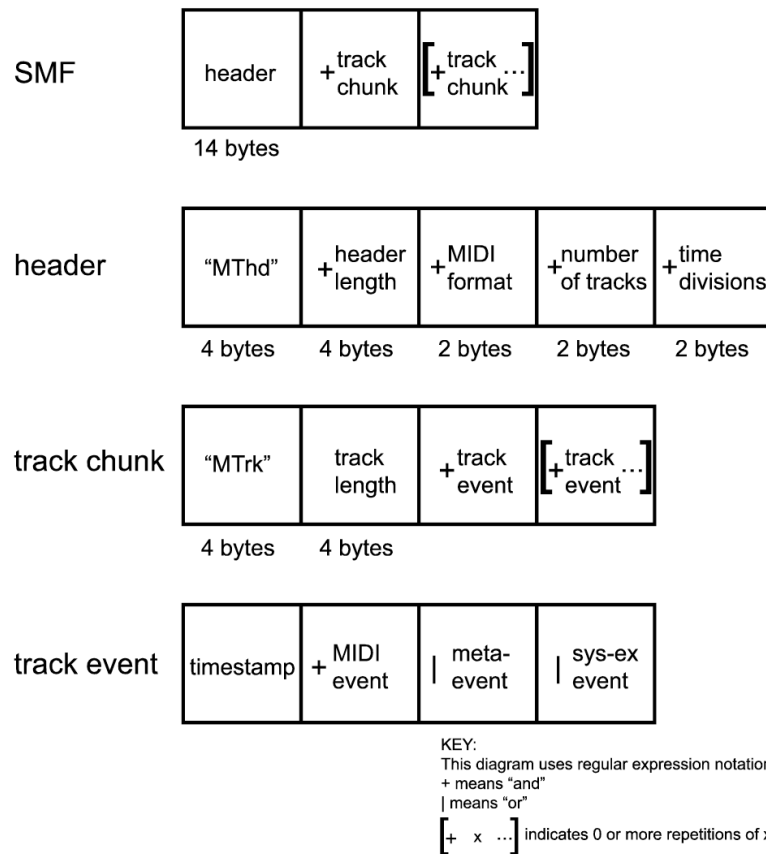 SMF
header
+track
chunk
[+track ...]
chunk
14 bytes
header
“MThd”
+header
length
+MIDI
format
+number
of tracks
+time
divisions
4 bytes
4 bytes
2 bytes
2 bytes
2 bytes
track chunk
“MTrk”
track
length
+track
event
[+track ...]
event
4 bytes
4 bytes
track event
timestamp
+ MIDI
event
| meta-
event
| sys-ex
event
KEY:
This diagram uses regular expression notation
+ means “and”
| means “or”
[+ x ...] indicates 0 or more repetitions of x